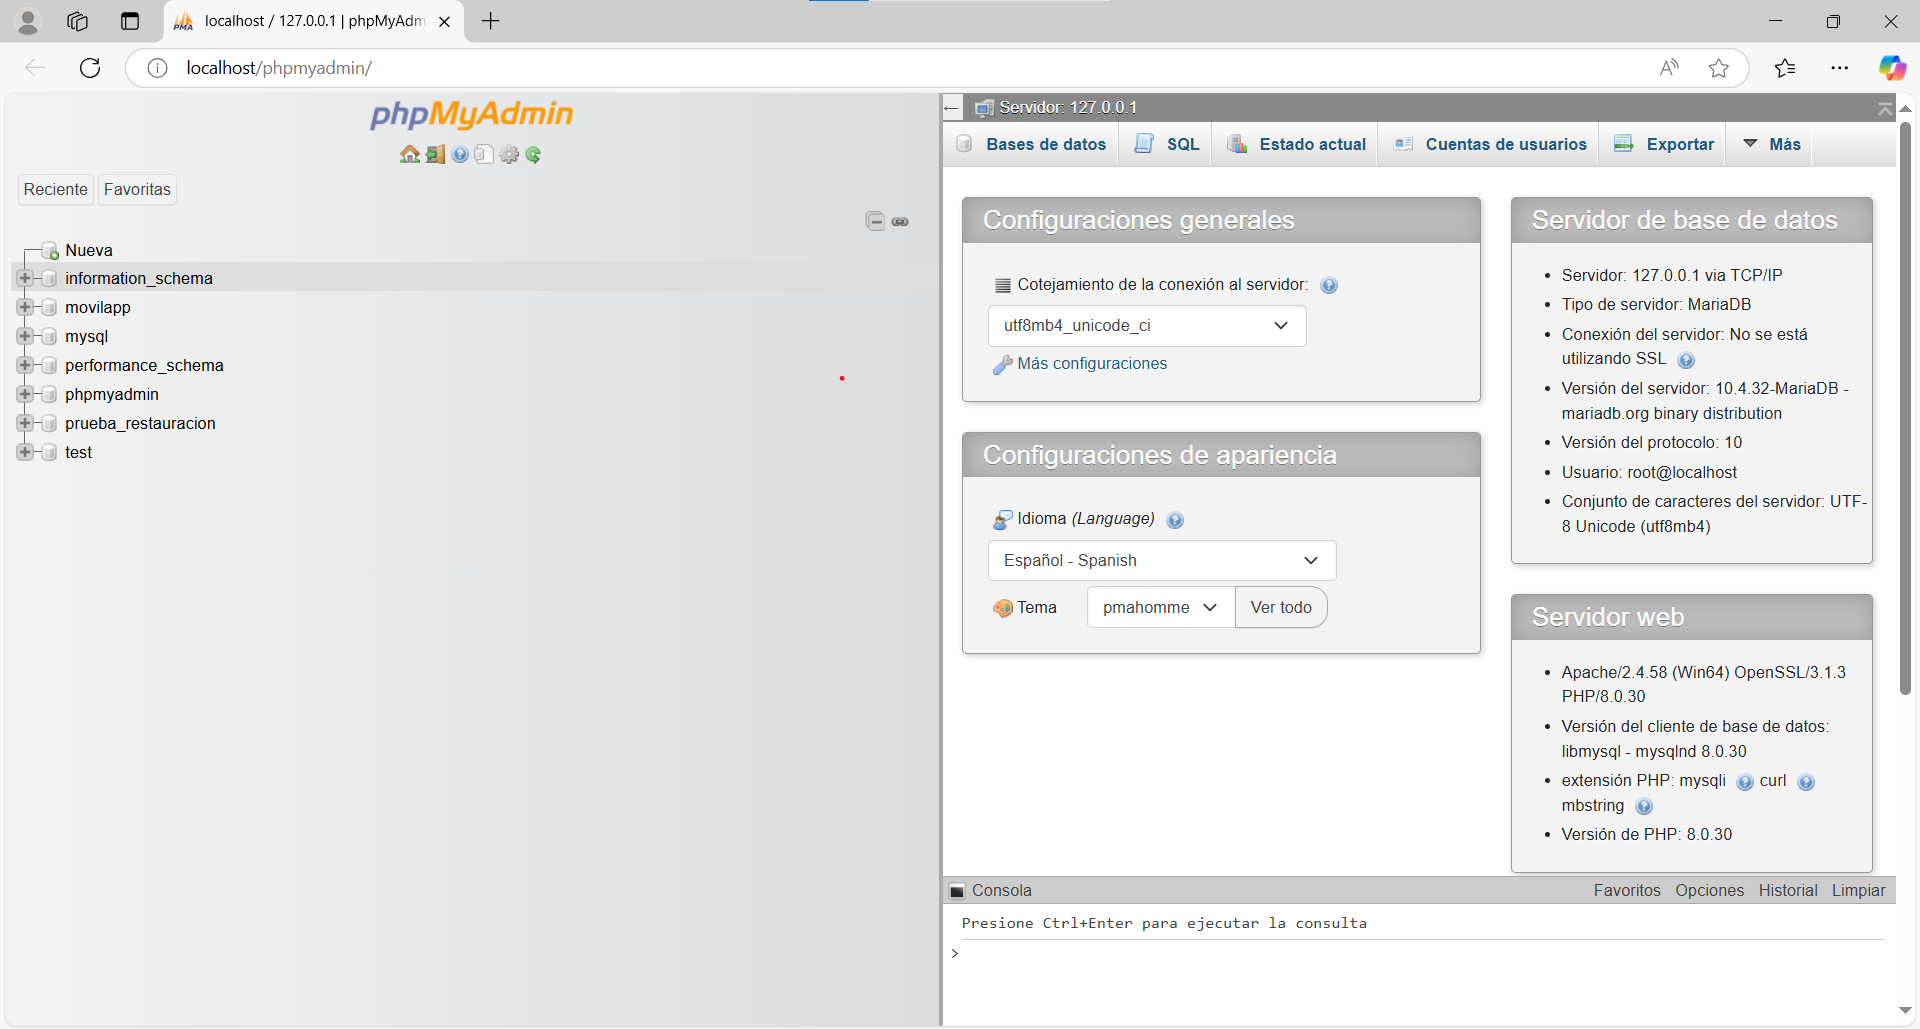 localhost / 127.0.0.1 | phpMyAdm
localhost/phpmyadmin/
phpMyAdmin
Reciente
Favoritas
Nueva
information_schema
movilapp
mysql
performance_schema
phpmyadmin
prueba_restauracion
test
Servidor: 127.0.0.1
Bases de datos
SQL
Estado actual
Cuentas de usuarios
Exportar
Más
Configuraciones generales
Cotejamiento de la conexión al servidor:
utf8mb4_unicode_ci
Más configuraciones
Configuraciones de apariencia
Idioma (Language)
Español - Spanish
Tema
pmahomme
Ver todo
Servidor de base de datos
Servidor: 127.0.0.1 via TCP/IP
Tipo de servidor: MariaDB
Conexión del servidor: No se está
utilizando SSL
Versión del servidor: 10.4.32-MariaDB -
mariadb.org binary distribution
Versión del protocolo: 10
Usuario: root@localhost
Conjunto de caracteres del servidor: UTF-
8 Unicode (utf8mb4)
Servidor web
Apache/2.4.58 (Win64) OpenSSL/3.1.3
PHP/8.0.30
Versión del cliente de base de datos:
libmysql - mysqlnd 8.0.30
extensión PHP: mysqli curl
mbstring
Versión de PHP: 8.0.30
Consola
Favoritos
Opciones
Historial
Limpiar
Presione Ctrl+Enter para ejecutar la consulta
>